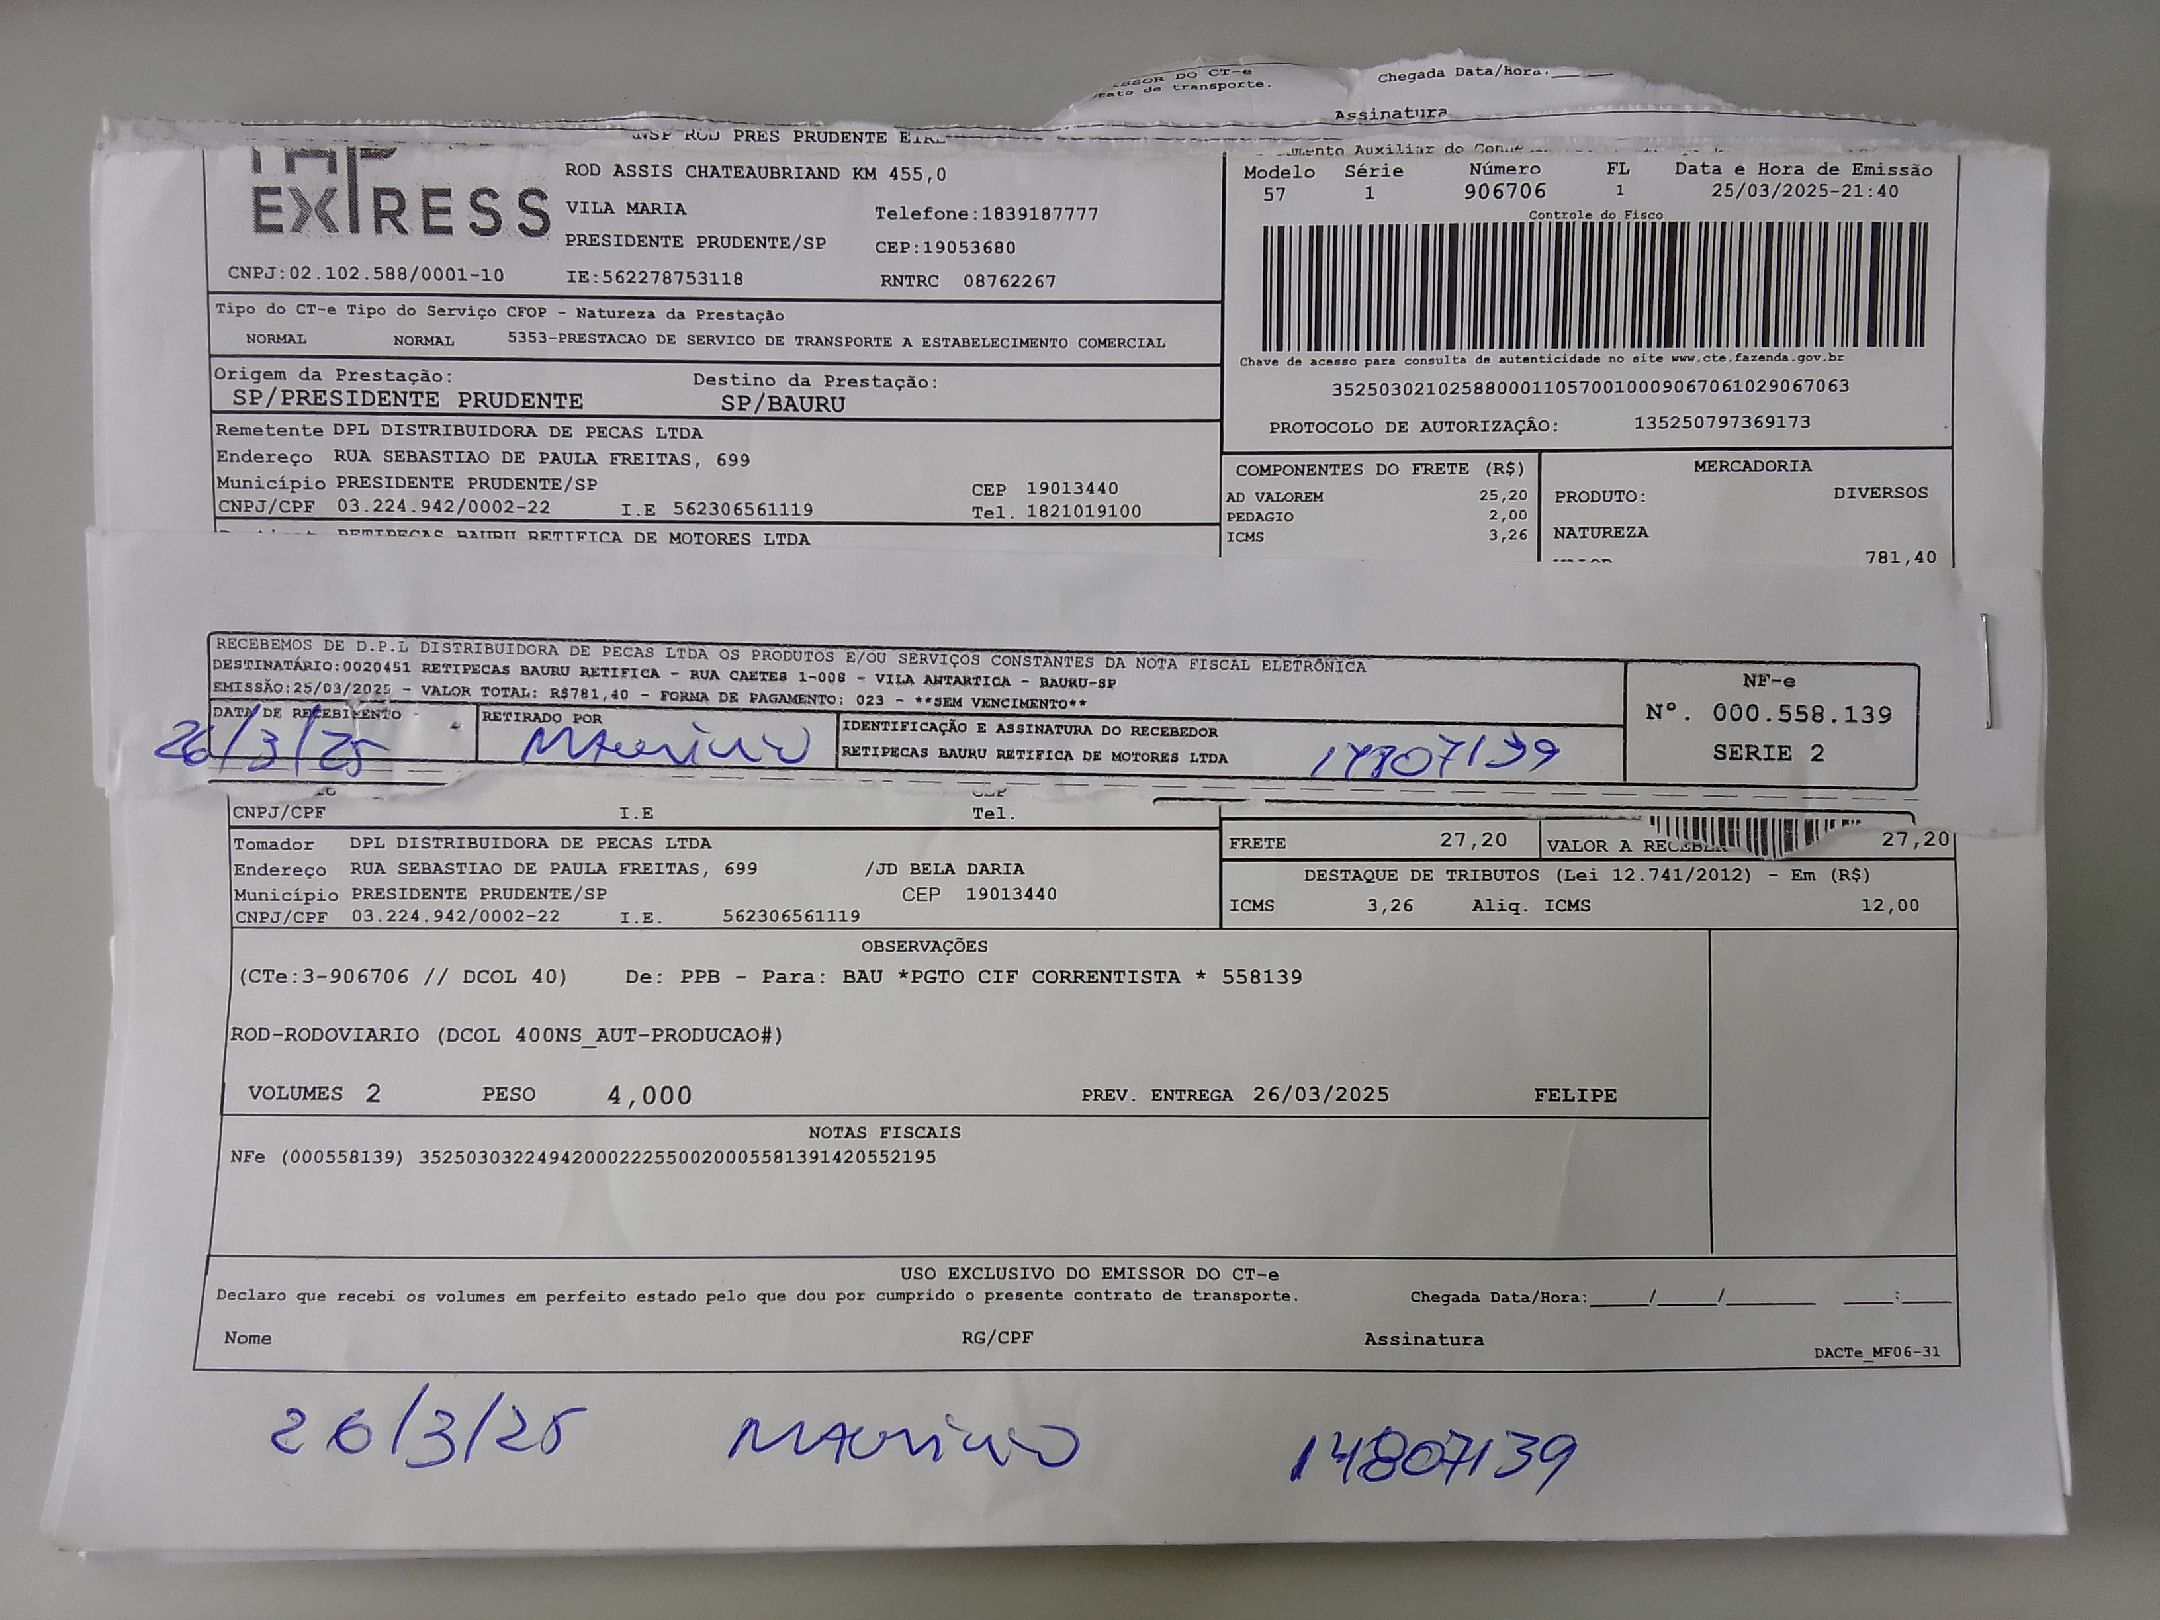 DO CT-e
de transporte.
Chegada Data/hora:
Assinatura
ROD PRES PRUDENTE
EXPRESS
ROD ASSIS CHATEAUBRIAND KM 455,0
VILA MARIA
Telefone:1839187777
PRESIDENTE PRUDENTE/SP
CEP:19053680
CNPJ:02.102.588/0001-10
IE:562278753118
RNTRC 08762267
Auxiliar do
Modelo Série Número FL Data e Hora de Emissão
57 1 906706 1 25/03/2025-21:40
Controle do Fisco
Chave de acesso para consulta de autenticidade no site www.cte.fazenda.gov.br
35250302102588000110570010009067061029067063
PROTOCOLO DE AUTORIZAÇÂO: 135250797369173
Tipo do CT-e Tipo do Serviço CFOP - Natureza da Prestação
NORMAL NORMAL 5353-PRESTACAO DE SERVICO DE TRANSPORTE A ESTABELECIMENTO COMERCIAL
Origem da Prestação: Destino da Prestação:
SP/PRESIDENTE PRUDENTE SP/BAURU
Remetente DPL DISTRIBUIDORA DE PECAS LTDA
Endereço RUA SEBASTIAO DE PAULA FREITAS, 699
Município PRESIDENTE PRUDENTE/SP CEP 19013440
CNPJ/CPF 03.224.942/0002-22 I.E 562306561119 Tel. 1821019100
RETIPECAS BAURU RETIFICA DE MOTORES LTDA
COMPONENTES DO FRETE (R$)
AD VALOREM 25,20
PEDAGIO 2,00
ICMS 3,26
MERCADORIA
PRODUTO: DIVERSOS
NATUREZA
781,40
RECEBEMOS DE D.P.L DISTRIBUIDORA DE PECAS LTDA OS PRODUTOS E/OU SERVIÇOS CONSTANTES DA NOTA FISCAL ELETRÔNICA
DESTINATÁRIO:0020451 RETIPECAS BAURU RETIFICA - RUA CAETES 1-008 - VILA ANTARTICA - BAURU-SP
EMISSÃO:25/03/2025 - VALOR TOTAL: R$781,40 - FORMA DE PAGAMENTO: 023 - **SEM VENCIMENTO**
DATA DE RECEBIMENTO RETIRADO POR IDENTIFICAÇÃO E ASSINATURA DO RECEBEDOR
RETIPECAS BAURU RETIFICA DE MOTORES LTDA
26/3/25 MAURICIO 14807139
NF-e
Nº. 000.558.139
SERIE 2
CNPJ/CPF I.E Tel.
Tomador DPL DISTRIBUIDORA DE PECAS LTDA
Endereço RUA SEBASTIAO DE PAULA FREITAS, 699 /JD BELA DARIA
Município PRESIDENTE PRUDENTE/SP CEP 19013440
CNPJ/CPF 03.224.942/0002-22 I.E. 562306561119
FRETE 27,20 VALOR A RECEBER 27,20
DESTAQUE DE TRIBUTOS (Lei 12.741/2012) - Em (R$)
ICMS 3,26 Aliq. ICMS 12,00
OBSERVAÇÕES
(CTe:3-906706 // DCOL 40) De: PPB - Para: BAU *PGTO CIF CORRENTISTA * 558139
ROD-RODOVIARIO (DCOL 400NS_AUT-PRODUCAO#)
VOLUMES 2 PESO 4,000 PREV. ENTREGA 26/03/2025 FELIPE
NOTAS FISCAIS
NFe (000558139) 35250303224942000222550020005581391420552195
USO EXCLUSIVO DO EMISSOR DO CT-e
Declaro que recebi os volumes em perfeito estado pelo que dou por cumprido o presente contrato de transporte. Chegada Data/Hora:____/____/______ ___:___
Nome RG/CPF Assinatura
DACTe_MF06-31
26/3/25 MAURICIO 14807139